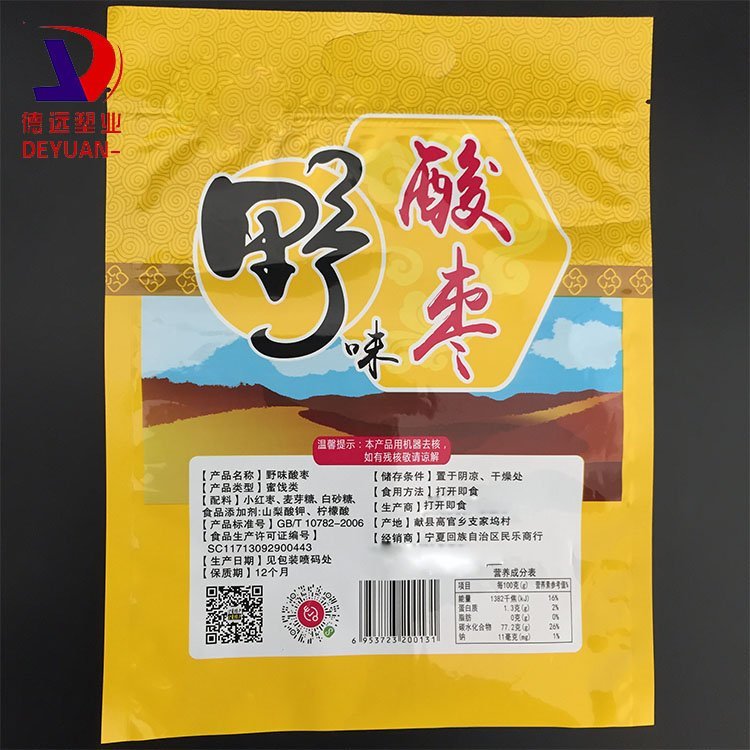 德远塑业
DEYUAN-
野味
酸枣
温馨提示：本产品用机器去核，
如有残核敬请谅解
【产品名称】野味酸枣
【产品类型】蜜饯类
【配料】小红枣、麦芽糖、白砂糖、
食品添加剂:山梨酸钾、柠檬酸
【产品标准号】GB/T 10782-2006
【食品生产许可证编号】
SC11713092900443
【生产日期】见包装喷码处
【保质期】12个月
【储存条件】置于阴凉、干燥处
【食用方法】打开即食
【生产商】打开即食
【产地】献县高官乡支家坞村
【经销商】宁夏回族自治区民乐商行
营养成分表
项目 每100克(g) 营养素参考值%
能量 1382千焦(kJ) 16%
蛋白质 1.3克(g) 2%
脂肪 0克(g) 0%
碳水化合物 77.2克(g) 26%
钠 11毫克(mg) 1%
6 953723 200131